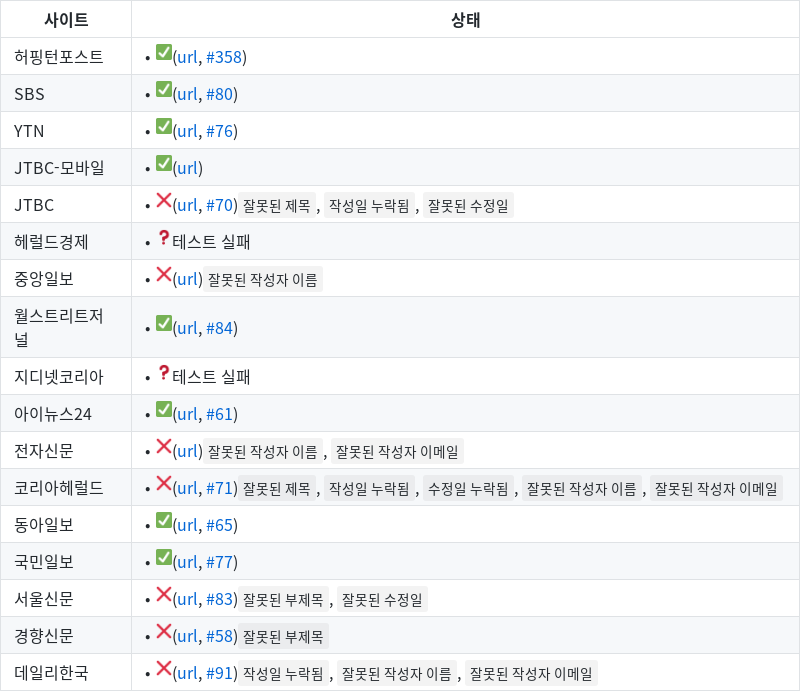 사이트 상태
허핑턴포스트 • ✅(url, #358)
SBS • ✅(url, #80)
YTN • ✅(url, #76)
JTBC-모바일 • ✅(url)
JTBC • ❌(url, #70) 잘못된 제목 , 작성일 누락됨 , 잘못된 수정일
헤럴드경제 • ❓테스트 실패
중앙일보 • ❌(url) 잘못된 작성자 이름
월스트리트저
널 • ✅(url, #84)
지디넷코리아 • ❓테스트 실패
아이뉴스24 • ✅(url, #61)
전자신문 • ❌(url) 잘못된 작성자 이름 , 잘못된 작성자 이메일
코리아헤럴드 • ❌(url, #71) 잘못된 제목 , 작성일 누락됨 , 수정일 누락됨 , 잘못된 작성자 이름 , 잘못된 작성자 이메일
동아일보 • ✅(url, #65)
국민일보 • ✅(url, #77)
서울신문 • ❌(url, #83) 잘못된 부제목 , 잘못된 수정일
경향신문 • ❌(url, #58) 잘못된 부제목
데일리한국 • ❌(url, #91) 작성일 누락됨 , 잘못된 작성자 이름 , 잘못된 작성자 이메일